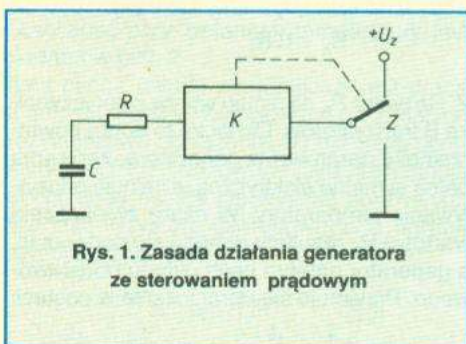 +U_z
R
K
Z
C
Rys. 1. Zasada działania generatora
ze sterowaniem prądowym